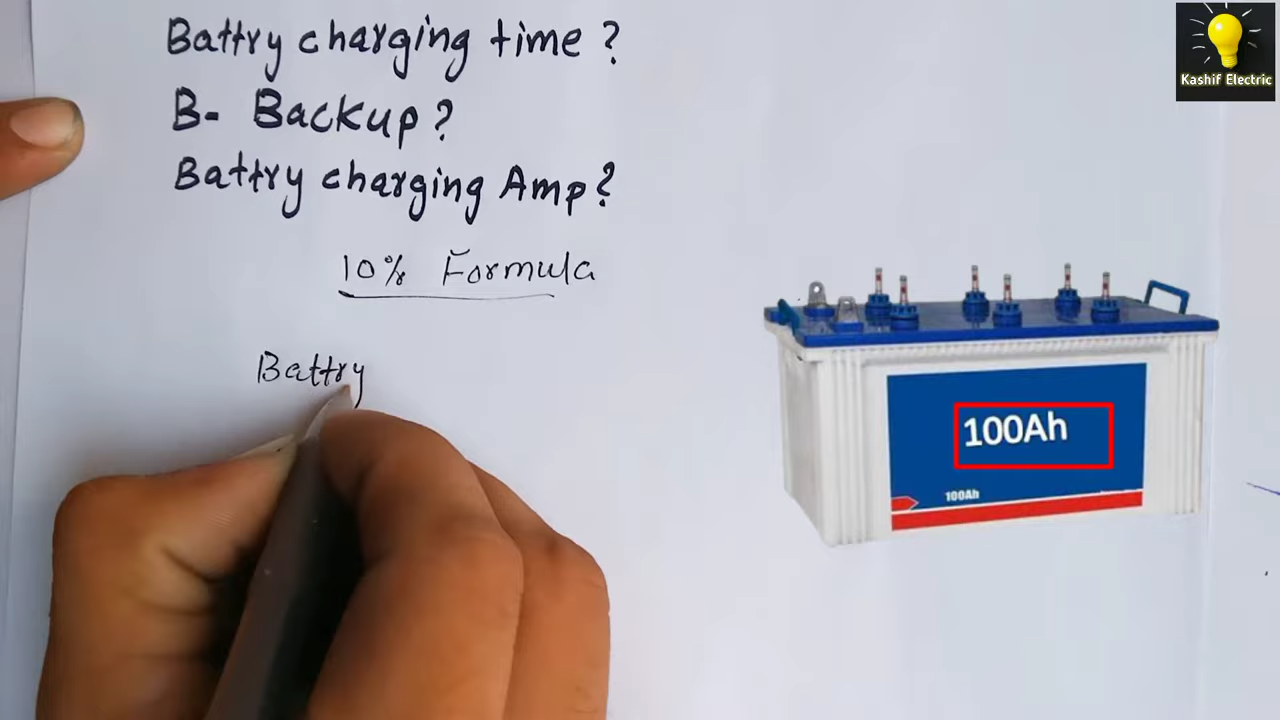 Battry charging time ?
B- Backup ?
Battry charging Amp ?
10% Formula
Battry
100Ah
100Ah
Kashif Electric